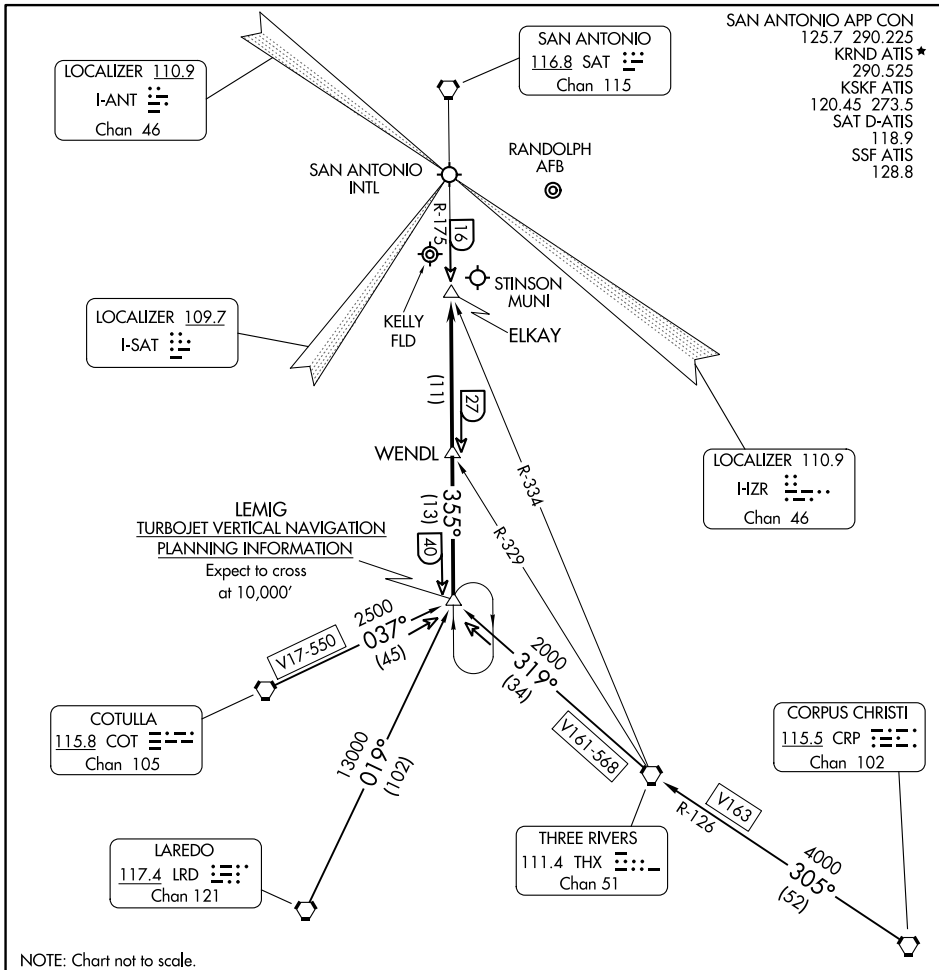 SAN ANTONIO APP CON
125.7 290.225
KRND ATIS★
290.525
KSKF ATIS
120.45 273.5
SAT D-ATIS
118.9
SSF ATIS
128.8
SAN ANTONIO
116.8 SAT
Chan 115
LOCALIZER 110.9
I-ANT
Chan 46
RANDOLPH
AFB
SAN ANTONIO
INTL
R-175
16
STINSON
MUNI
KELLY
FLD
ELKAY
LOCALIZER 109.7
I-SAT
(11)
27
WENDL
LOCALIZER 110.9
I-IZR
Chan 46
R-334
R-329
355°
(13)
40
LEMIG
TURBOJET VERTICAL NAVIGATION
PLANNING INFORMATION
Expect to cross
at 10,000'
V17-550
2500
037°
(45)
2000
319°
(34)
V161-568
COTULLA
115.8 COT
Chan 105
13000
019°
(102)
CORPUS CHRISTI
115.5 CRP
Chan 102
V163
R-126
4000
305°
(52)
THREE RIVERS
111.4 THX
Chan 51
LAREDO
117.4 LRD
Chan 121
NOTE: Chart not to scale.